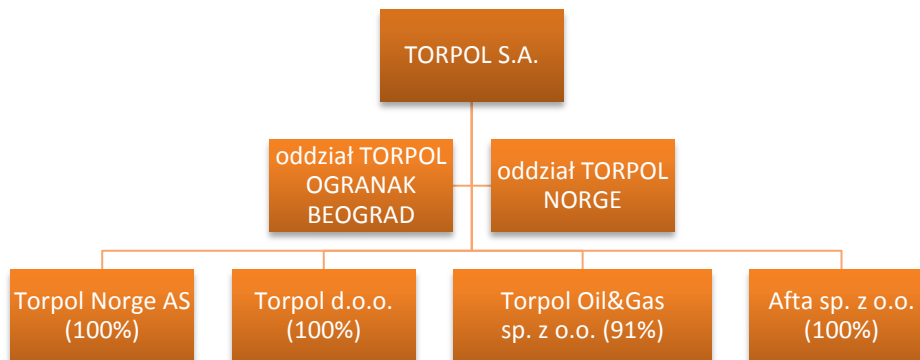 TORPOL S.A.
oddział TORPOL
OGRANAK
BEOGRAD
oddział TORPOL
NORGE
Torpol Norge AS
(100%)
Torpol d.o.o.
(100%)
Torpol Oil&Gas
sp. z o.o. (91%)
Afta sp. z o.o.
(100%)